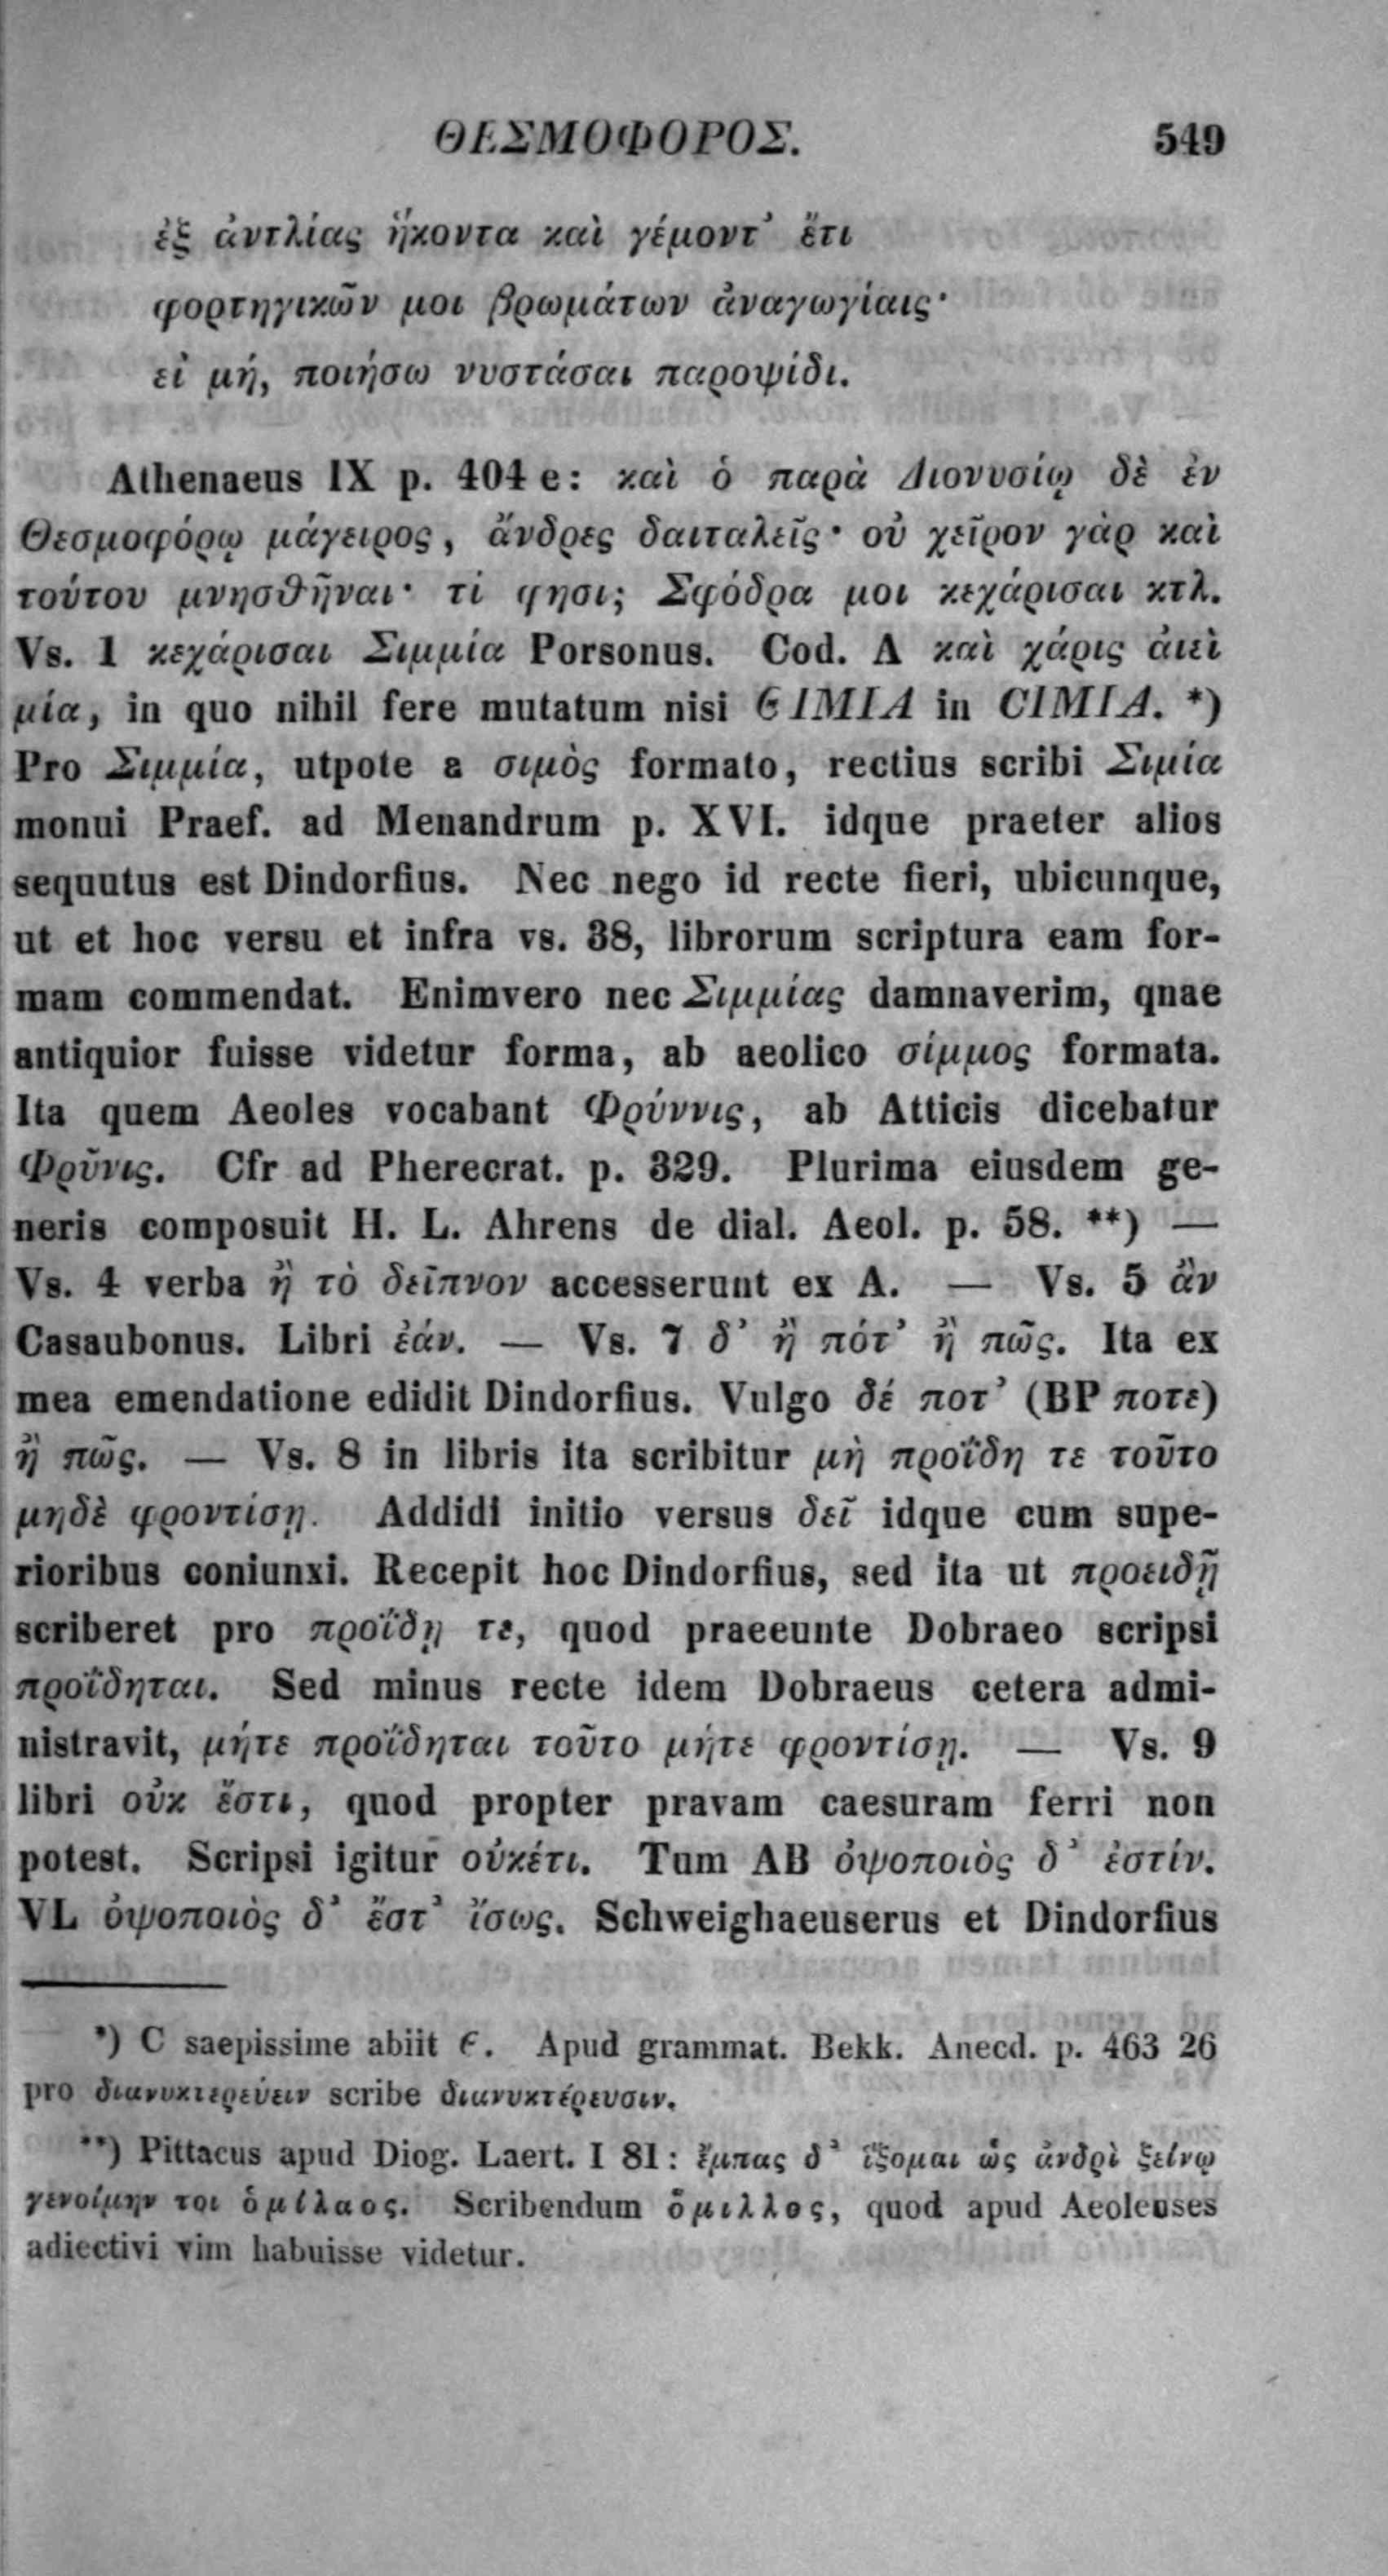 ΘΕΣΜΟΦΟΡΟΣ. 549
ἐξ ἀντλίας ἥκοντα καὶ γέμοντ᾽ ἔτι
φορτηγικῶν μοι βρωμάτων ἀναγωγίαις·
εἰ μή, ποιήσω νυστάσαι παροψίδι.
Athenaeus IX p. 404 e: καὶ ὁ παρὰ Διονυσίῳ δὲ ἐν
Θεσμοφόρῳ μάγειρος, ἄνδρες δαιταλεῖς· οὐ χεῖρον γὰρ καὶ
τούτου μνησθῆναι· τί φησι; Σφόδρα μοι κεχάρισαι κτλ.
Vs. 1 κεχάρισαι Σιμμία Porsonus. Cod. A καὶ χάρις ἀεὶ
μία, in quo nihil fere mutatum nisi ϾΙΜΙΑ in CΙΜΙΑ. *)
Pro Σιμμία, utpote a σιμὸς formato, rectius scribi Σιμία
monui Praef. ad Menandrum p. XVI. idque praeter alios
sequutus est Dindorfius. Nec nego id recte fieri, ubicunque,
ut et hoc versu et infra vs. 38, librorum scriptura eam for-
mam commendat. Enimvero nec Σιμμίας damnaverim, qnae
antiquior fuisse videtur forma, ab aeolico σίμμος formata.
Ita quem Aeoles vocabant Φρύννις, ab Atticis dicebatur
Φρῦνις. Cfr ad Pherecrat. p. 329. Plurima eiusdem ge-
neris composuit H. L. Ahrens de dial. Aeol. p. 58. **) —
Vs. 4 verba ἢ τὸ δεῖπνον accesserunt ex A. — Vs. 5 ἂν
Casaubonus. Libri ἐάν. — Vs. 7 δ᾽ ἢ πότ᾽ ἢ πῶς. Ita ex
mea emendatione edidit Dindorfius. Vulgo δέ ποτ᾽ (BP ποτε)
ἢ πῶς. — Vs. 8 in libris ita scribitur μὴ προΐδη τε τοῦτο
μηδὲ φροντίσῃ. Addidi initio versus δεῖ idque cum supe-
rioribus coniunxi. Recepit hoc Dindorfius, sed ita ut προειδῇ
scriberet pro προΐδῃ τε, quod praeeunte Dobraeo scripsi
προΐδηται. Sed minus recte idem Dobraeus cetera admi-
nistravit, μήτε προΐδηται τοῦτο μήτε φροντίσῃ. — Vs. 9
libri οὐκ ἔστι, quod propter pravam caesuram ferri non
potest. Scripsi igitur οὐκέτι. Tum AB ὀψοποιὸς δ᾽ ἐστίν.
VL ὀψοποιὸς δ᾽ ἔστ᾽ ἴσως. Schweighaeuserus et Dindorfius
*) C saepissime abiit Ͼ. Apud grammat. Bekk. Anecd. p. 463 26
pro διανυκτερεύειν scribe διανυκτέρευσιν.
**) Pittacus apud Diog. Laert. I 81: ἔμπας δ᾽ ἵξομαι ὡς ἀνδρὶ ξείνῳ
γενοίμην τοι ὁμίλαος. Scribendum ὅμιλλος, quod apud Aeolenses
adiectivi vim habuisse videtur.